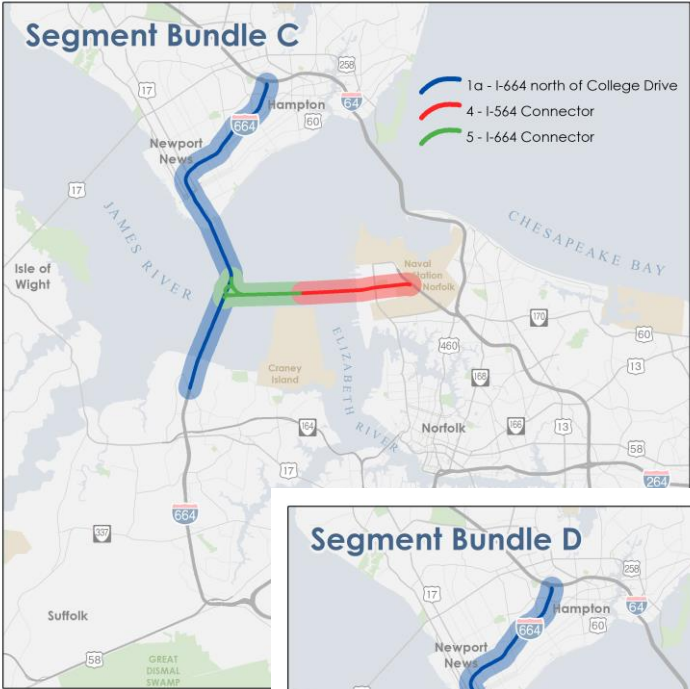 Segment Bundle C
1a - I-664 north of College Drive
4 - I-564 Connector
5 - I-664 Connector
258
17
Hampton
64
664
60
Newport
News
17
JAMES RIVER
CHESAPEAKE BAY
Isle of
Wight
Naval
Station
Norfolk
170
60
460
13
Craney
Island
ELIZABETH RIVER
168
Norfolk
164
166
13
58
17
264
664
337
Suffolk
58
GREAT
DISMAL
SWAMP
Segment Bundle D
258
17
Hampton
64
664
60
Newport
News